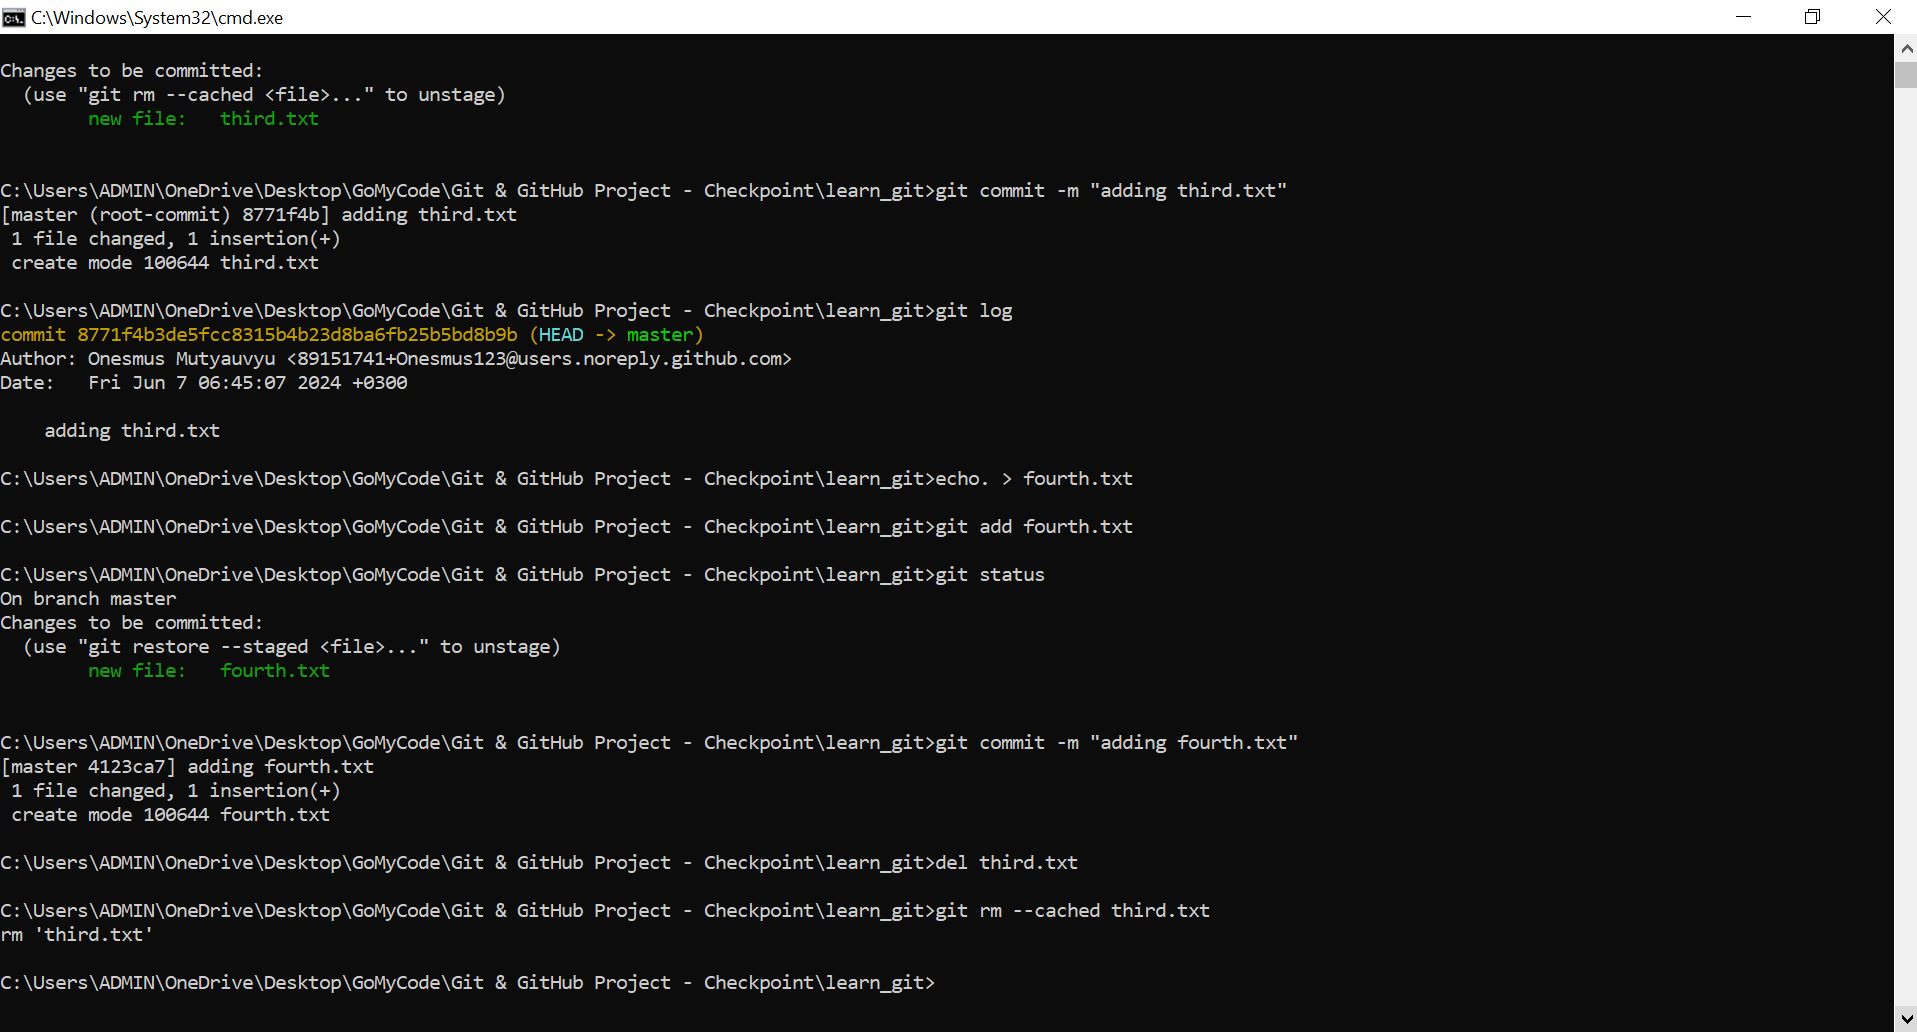 C:\Windows\System32\cmd.exe
Changes to be committed:
  (use "git rm --cached <file>..." to unstage)
        new file:   third.txt
C:\Users\ADMIN\OneDrive\Desktop\GoMyCode\Git & GitHub Project - Checkpoint\learn_git>git commit -m "adding third.txt"
[master (root-commit) 8771f4b] adding third.txt
 1 file changed, 1 insertion(+)
 create mode 100644 third.txt
C:\Users\ADMIN\OneDrive\Desktop\GoMyCode\Git & GitHub Project - Checkpoint\learn_git>git log
commit 8771f4b3de5fcc8315b4b23d8ba6fb25b5bd8b9b (HEAD -> master)
Author: Onesmus Mutyauvyu <89151741+Onesmus123@users.noreply.github.com>
Date:   Fri Jun 7 06:45:07 2024 +0300
    adding third.txt
C:\Users\ADMIN\OneDrive\Desktop\GoMyCode\Git & GitHub Project - Checkpoint\learn_git>echo. > fourth.txt
C:\Users\ADMIN\OneDrive\Desktop\GoMyCode\Git & GitHub Project - Checkpoint\learn_git>git add fourth.txt
C:\Users\ADMIN\OneDrive\Desktop\GoMyCode\Git & GitHub Project - Checkpoint\learn_git>git status
On branch master
Changes to be committed:
  (use "git restore --staged <file>..." to unstage)
        new file:   fourth.txt
C:\Users\ADMIN\OneDrive\Desktop\GoMyCode\Git & GitHub Project - Checkpoint\learn_git>git commit -m "adding fourth.txt"
[master 4123ca7] adding fourth.txt
 1 file changed, 1 insertion(+)
 create mode 100644 fourth.txt
C:\Users\ADMIN\OneDrive\Desktop\GoMyCode\Git & GitHub Project - Checkpoint\learn_git>del third.txt
C:\Users\ADMIN\OneDrive\Desktop\GoMyCode\Git & GitHub Project - Checkpoint\learn_git>git rm --cached third.txt
rm 'third.txt'
C:\Users\ADMIN\OneDrive\Desktop\GoMyCode\Git & GitHub Project - Checkpoint\learn_git>